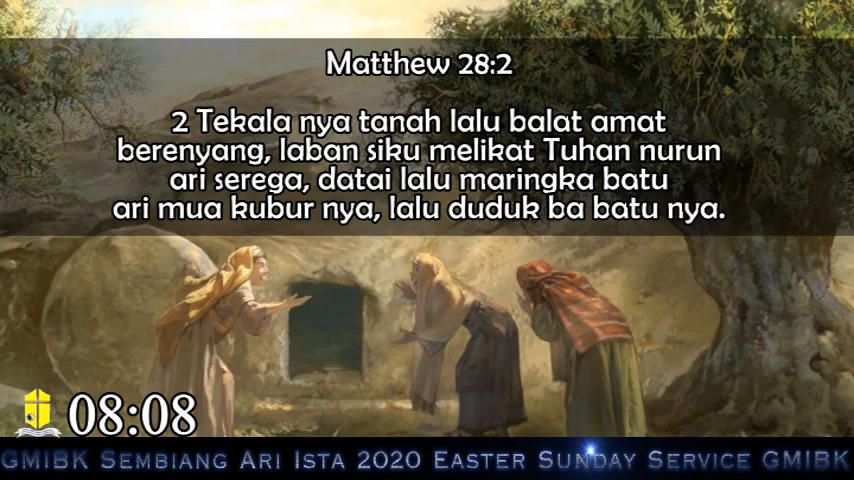 Matthew 28:2
2 Tekala nya tanah lalu balat amat
berenyang, laban siku melikat Tuhan nurun
ari serega, datai lalu maringka batu
ari mua kubur nya, lalu duduk ba batu nya.
08:08
GMIBK Sembiang Ari Ista 2020 Easter Sunday Service GMIBK